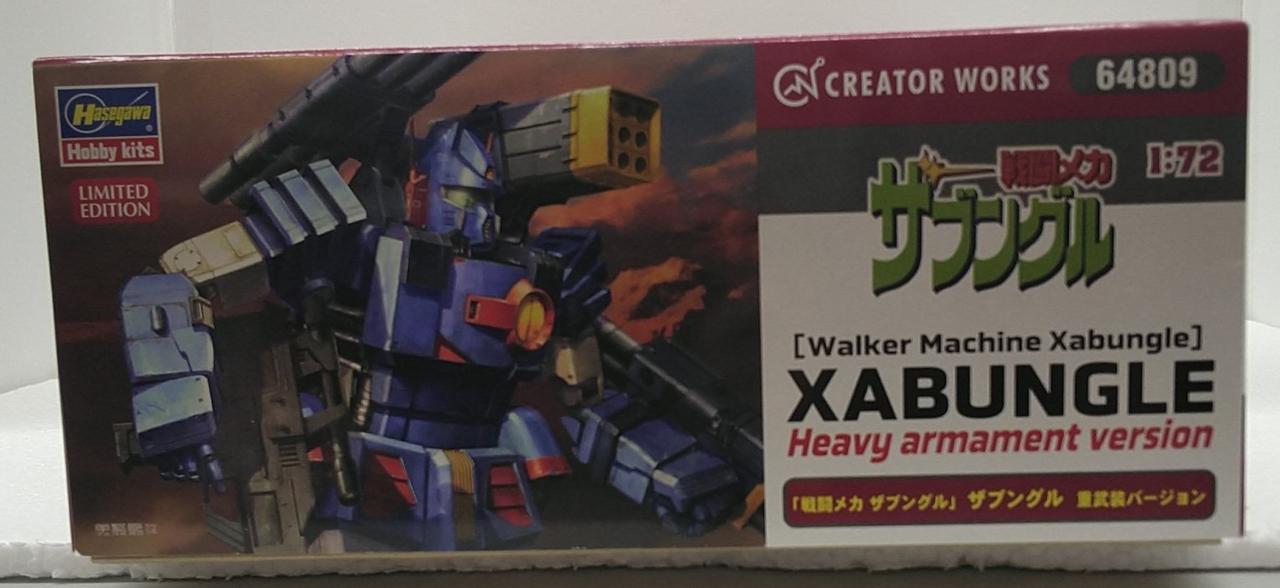 Hasegawa
Hobby kits
LIMITED
EDITION
CREATOR WORKS
64809
戦闘メカ
1:72
ザブングル
[Walker Machine Xabungle]
XABUNGLE
Heavy armament version
「戦闘メカ ザブングル」 ザブングル 重武装バージョン